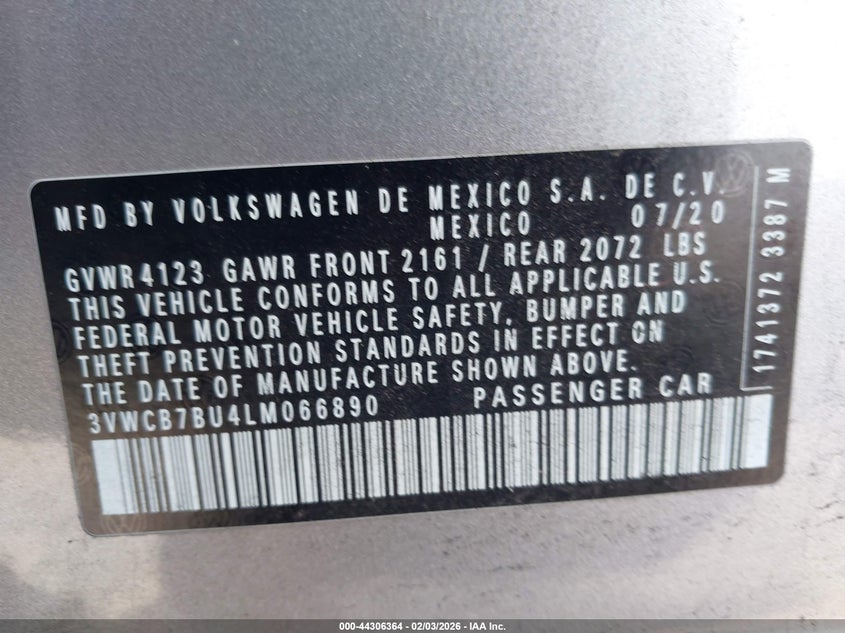 MFD BY VOLKSWAGEN DE MEXICO S.A. DE C.V.
MEXICO 07/20
GVWR 4123 GAWR FRONT 2161 / REAR 2072 LBS
THIS VEHICLE CONFORMS TO ALL APPLICABLE U.S.
FEDERAL MOTOR VEHICLE SAFETY, BUMPER AND
THEFT PREVENTION STANDARDS IN EFFECT ON
THE DATE OF MANUFACTURE SHOWN ABOVE.
3VWCB7BU4LM066890 PASSENGER CAR
1741372 3387 M
000-44306364 - 02/03/2026 - IAA Inc.